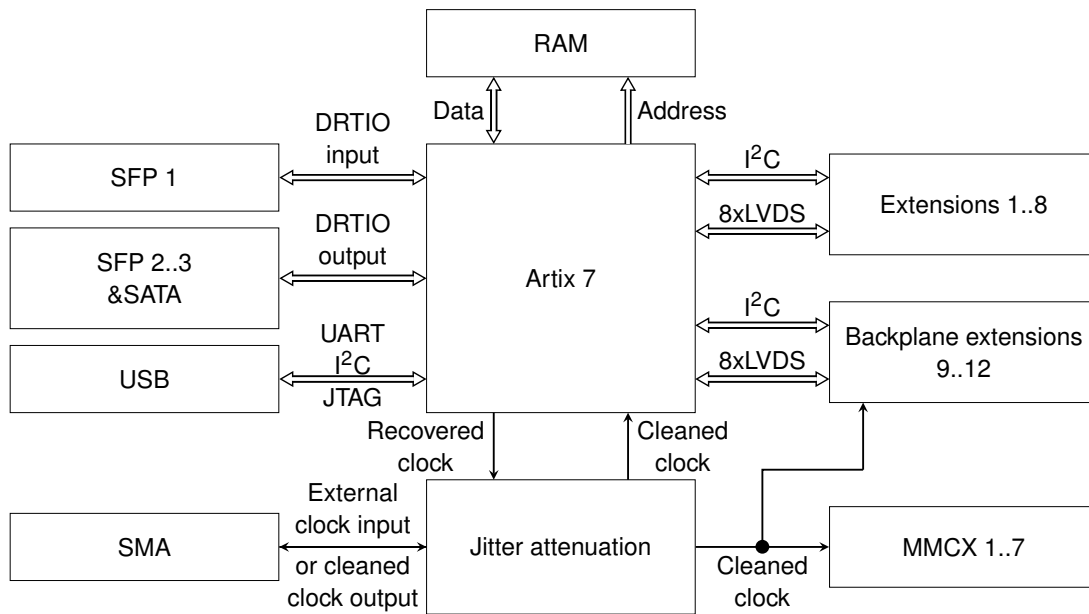 RAM
Data
Address
DRTIO
input
SFP 1
DRTIO
output
SFP 2..3
&SATA
UART
I²C
JTAG
USB
Artix 7
I²C
8xLVDS
Extensions 1..8
I²C
8xLVDS
Backplane extensions
9..12
Recovered
clock
Cleaned
clock
External
clock input
or cleaned
clock output
SMA
Jitter attenuation
Cleaned
clock
MMCX 1..7